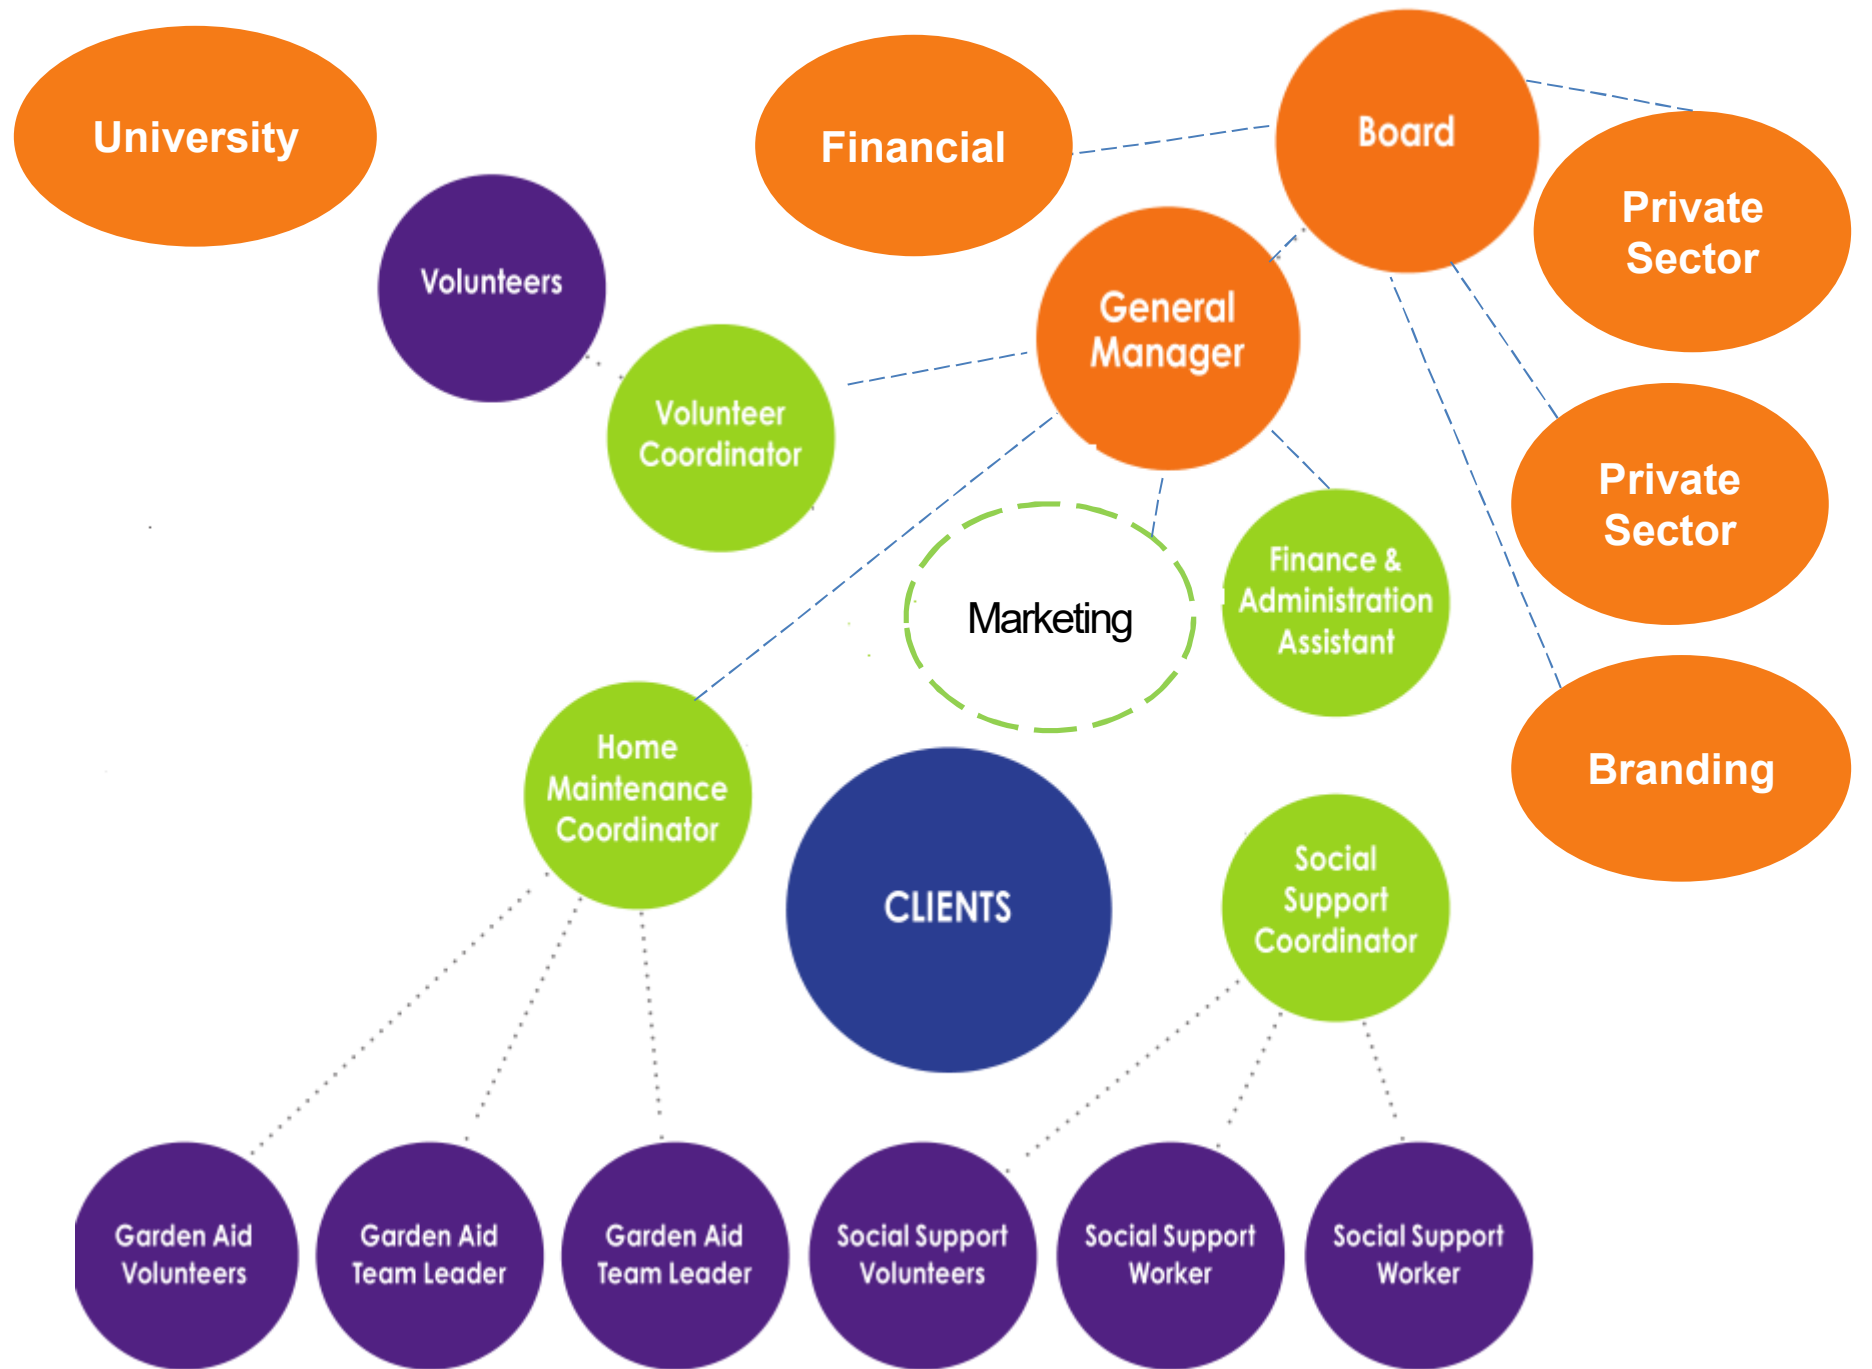 University
Financial
Board
Private
Sector
Volunteers
General
Manager
Volunteer
Coordinator
Private
Sector
Marketing
Finance &
Administration
Assistant
Home
Maintenance
Coordinator
Branding
CLIENTS
Social
Support
Coordinator
Garden Aid
Volunteers
Garden Aid
Team Leader
Garden Aid
Team Leader
Social Support
Volunteers
Social Support
Worker
Social Support
Worker